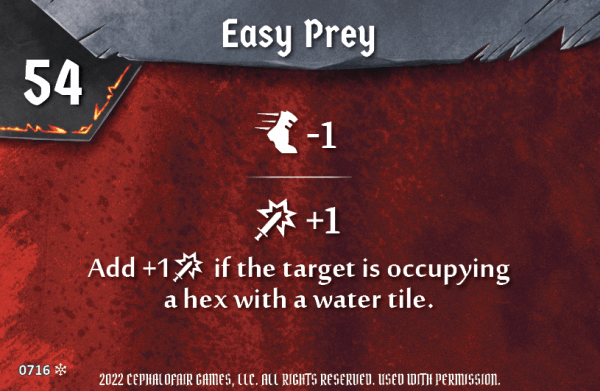 Easy Prey
54
-1
+1
Add +1 if the target is occupying
a hex with a water tile.
0716
2022 CEPHALOFAIR GAMES, LLC. ALL RIGHTS RESERVED. USED WITH PERMISSION.